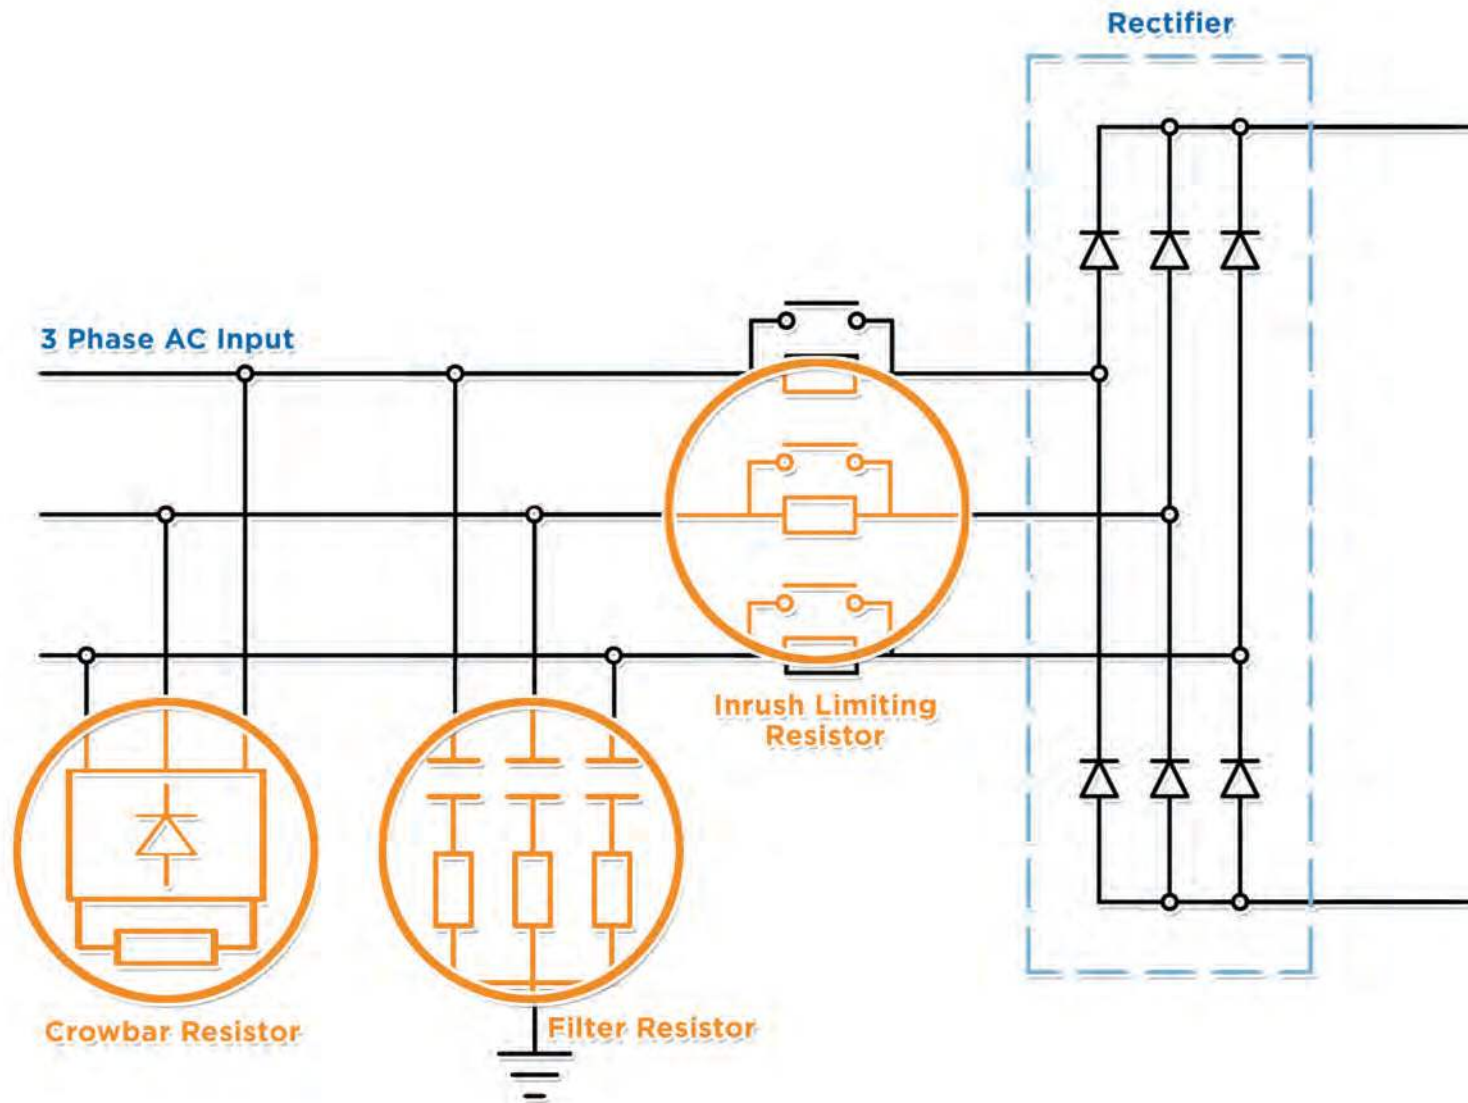 Rectifier
3 Phase AC Input
Inrush Limiting
Resistor
Crowbar Resistor
Filter Resistor